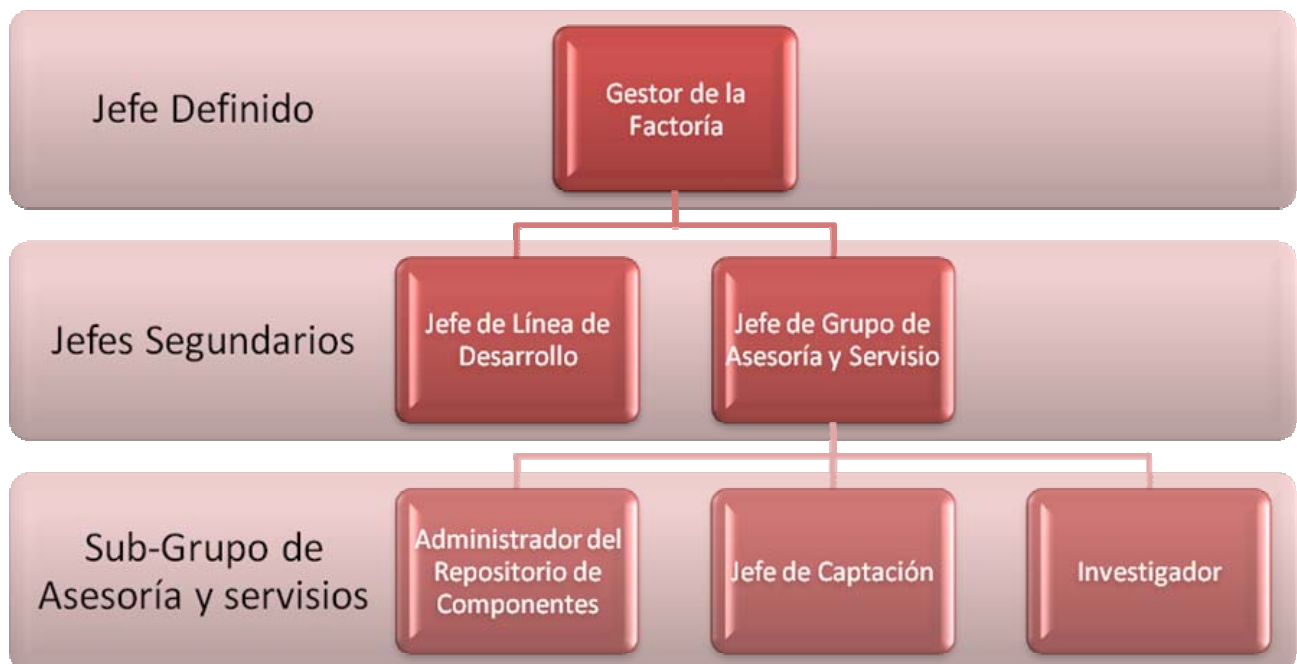 Jefe Definido
Gestor de la
Factoría
Jefes Segundarios
Jefe de Línea de
Desarrollo
Jefe de Grupo de
Asesoría y Servisio
Sub-Grupo de
Asesoría y servisios
Administrador del
Repositorio de
Componentes
Jefe de Captación
Investigador